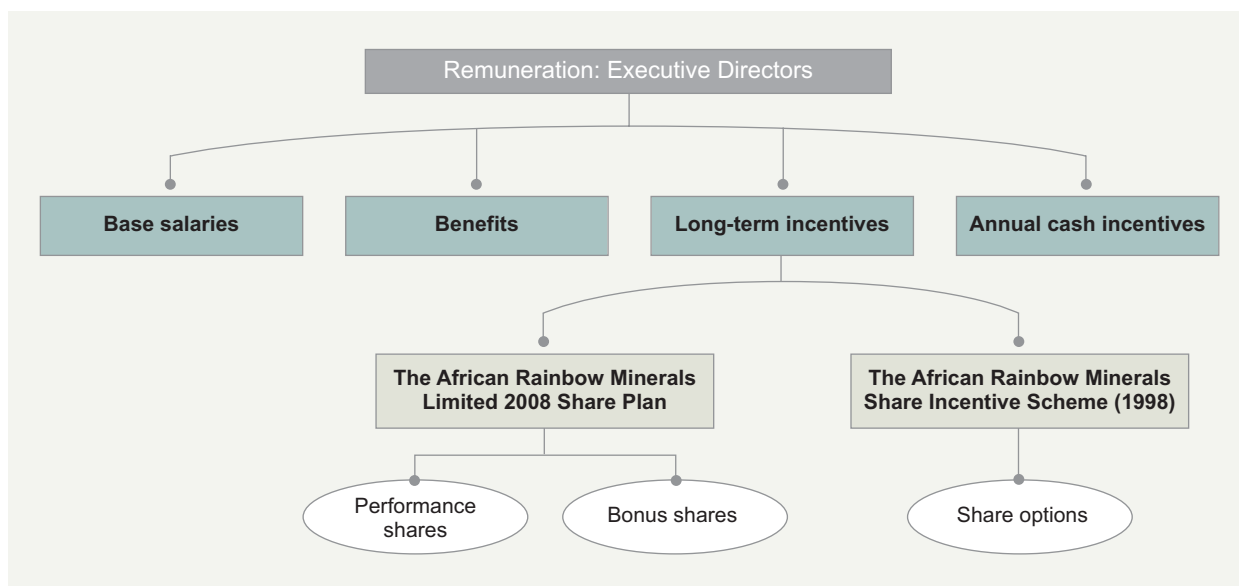 Remuneration: Executive Directors
Base salaries
Benefits
Long-term incentives
Annual cash incentives
The African Rainbow Minerals
Limited 2008 Share Plan
The African Rainbow Minerals
Share Incentive Scheme (1998)
Performance
shares
Bonus shares
Share options